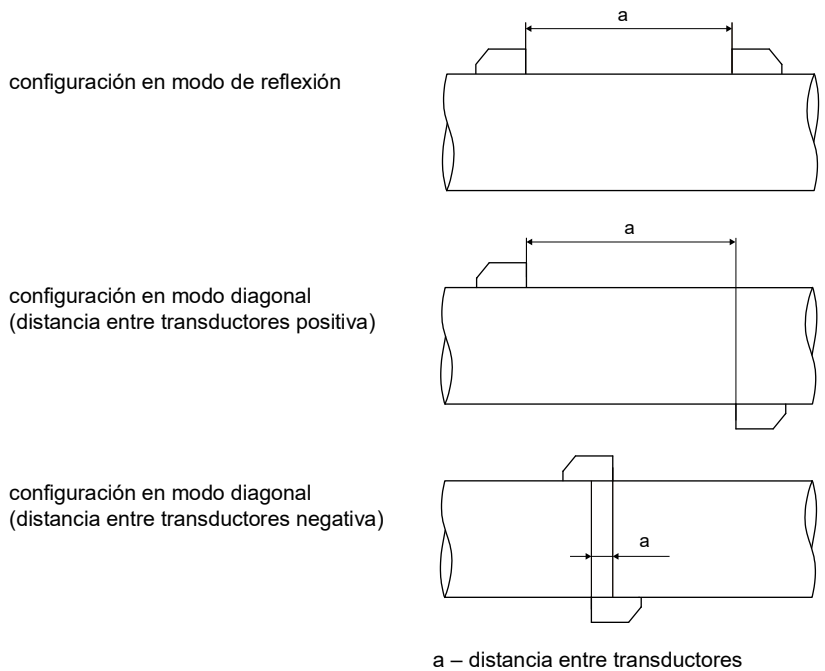 a
configuración en modo de reflexión
a
configuración en modo diagonal
(distancia entre transductores positiva)
configuración en modo diagonal
(distancia entre transductores negativa)
a
a – distancia entre transductores